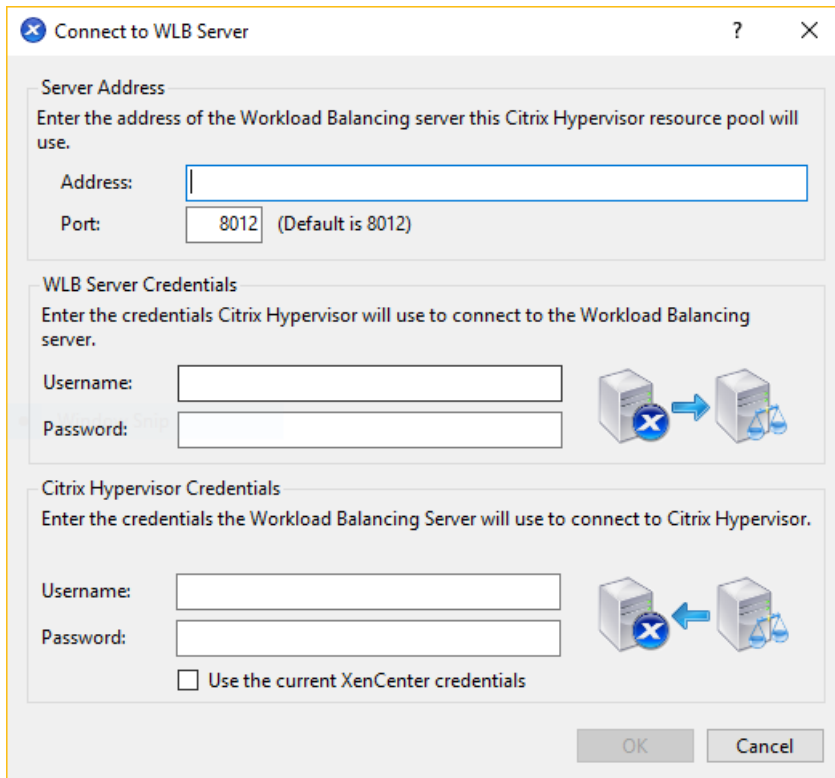 Connect to WLB Server
?
Server Address
Enter the address of the Workload Balancing server this Citrix Hypervisor resource pool will
use.
Address:
Port: 8012 (Default is 8012)
WLB Server Credentials
Enter the credentials Citrix Hypervisor will use to connect to the Workload Balancing
server.
Username:
Window Snip
Password:
Citrix Hypervisor Credentials
Enter the credentials the Workload Balancing Server will use to connect to Citrix Hypervisor.
Username:
Password:
Use the current XenCenter credentials
OK Cancel